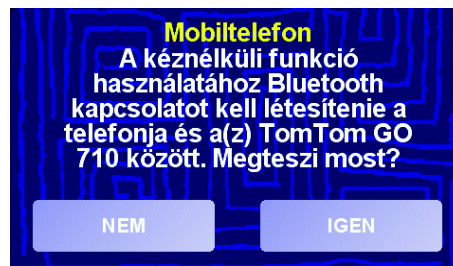 Mobiltelefon
A kéznélküli funkció
használatához Bluetooth
kapcsolatot kell létesítenie a
telefonja és a(z) TomTom GO
710 között. Megteszi most?
NEM
IGEN